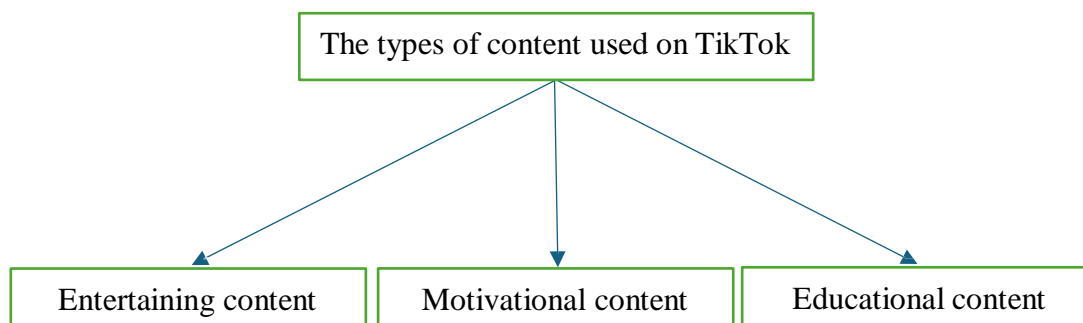 The types of content used on TikTok
Entertaining content
Motivational content
Educational content